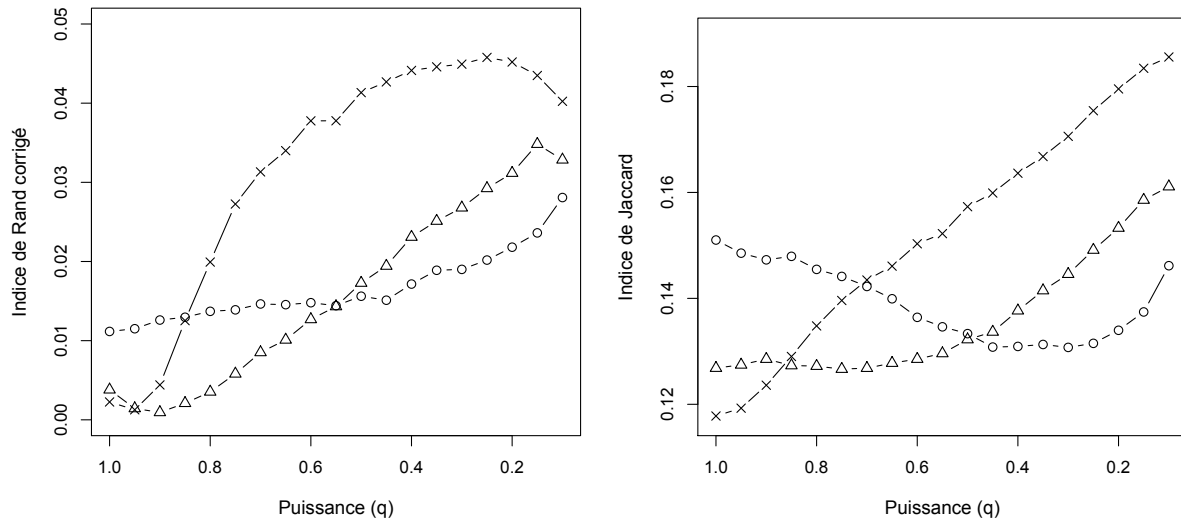 Indice de Rand corrigé
0.05
0.04
0.03
0.02
0.01
0.00
1.0 0.8 0.6 0.4 0.2
Puissance (q)
Indice de Jaccard
0.18
0.16
0.14
0.12
1.0 0.8 0.6 0.4 0.2
Puissance (q)